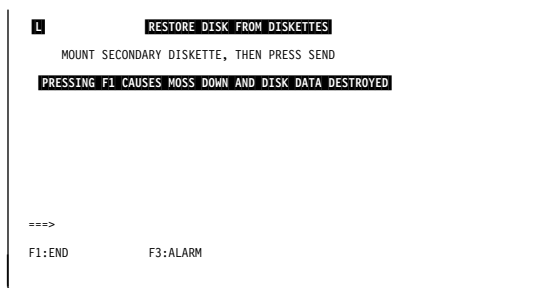 L RESTORE DISK FROM DISKETTES
MOUNT SECONDARY DISKETTE, THEN PRESS SEND
PRESSING F1 CAUSES MOSS DOWN AND DISK DATA DESTROYED
===>
F1:END F3:ALARM